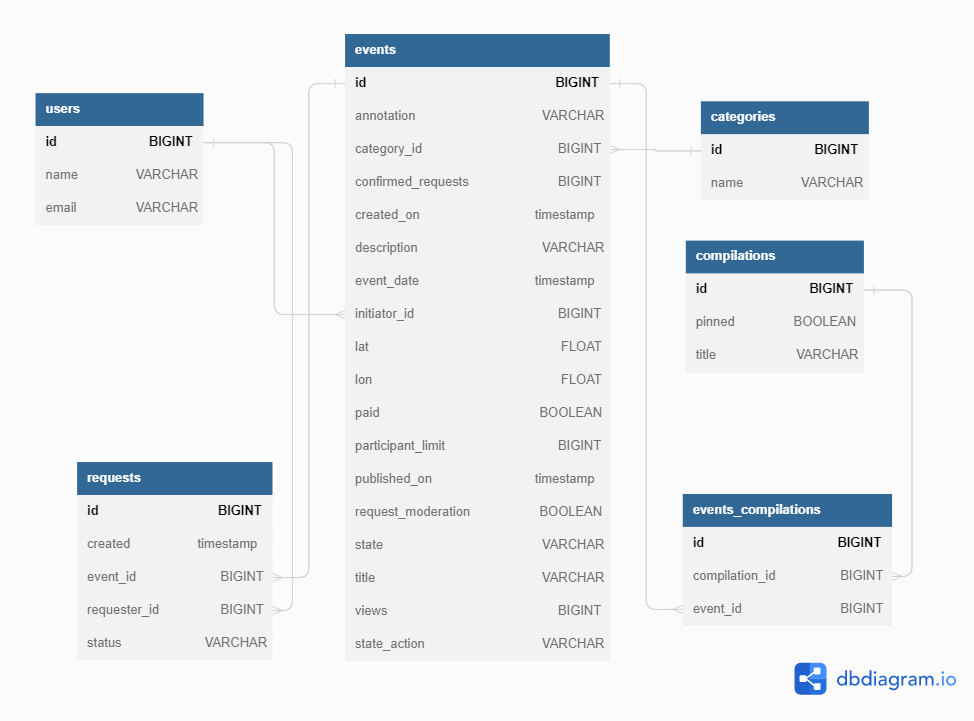 users
id BIGINT
name VARCHAR
email VARCHAR
events
id BIGINT
annotation VARCHAR
category_id BIGINT
confirmed_requests BIGINT
created_on timestamp
description VARCHAR
event_date timestamp
initiator_id BIGINT
lat FLOAT
lon FLOAT
paid BOOLEAN
participant_limit BIGINT
published_on timestamp
request_moderation BOOLEAN
state VARCHAR
title VARCHAR
views BIGINT
state_action VARCHAR
categories
id BIGINT
name VARCHAR
compilations
id BIGINT
pinned BOOLEAN
title VARCHAR
requests
id BIGINT
created timestamp
event_id BIGINT
requester_id BIGINT
status VARCHAR
events_compilations
id BIGINT
compilation_id BIGINT
event_id BIGINT
dbdiagram.io